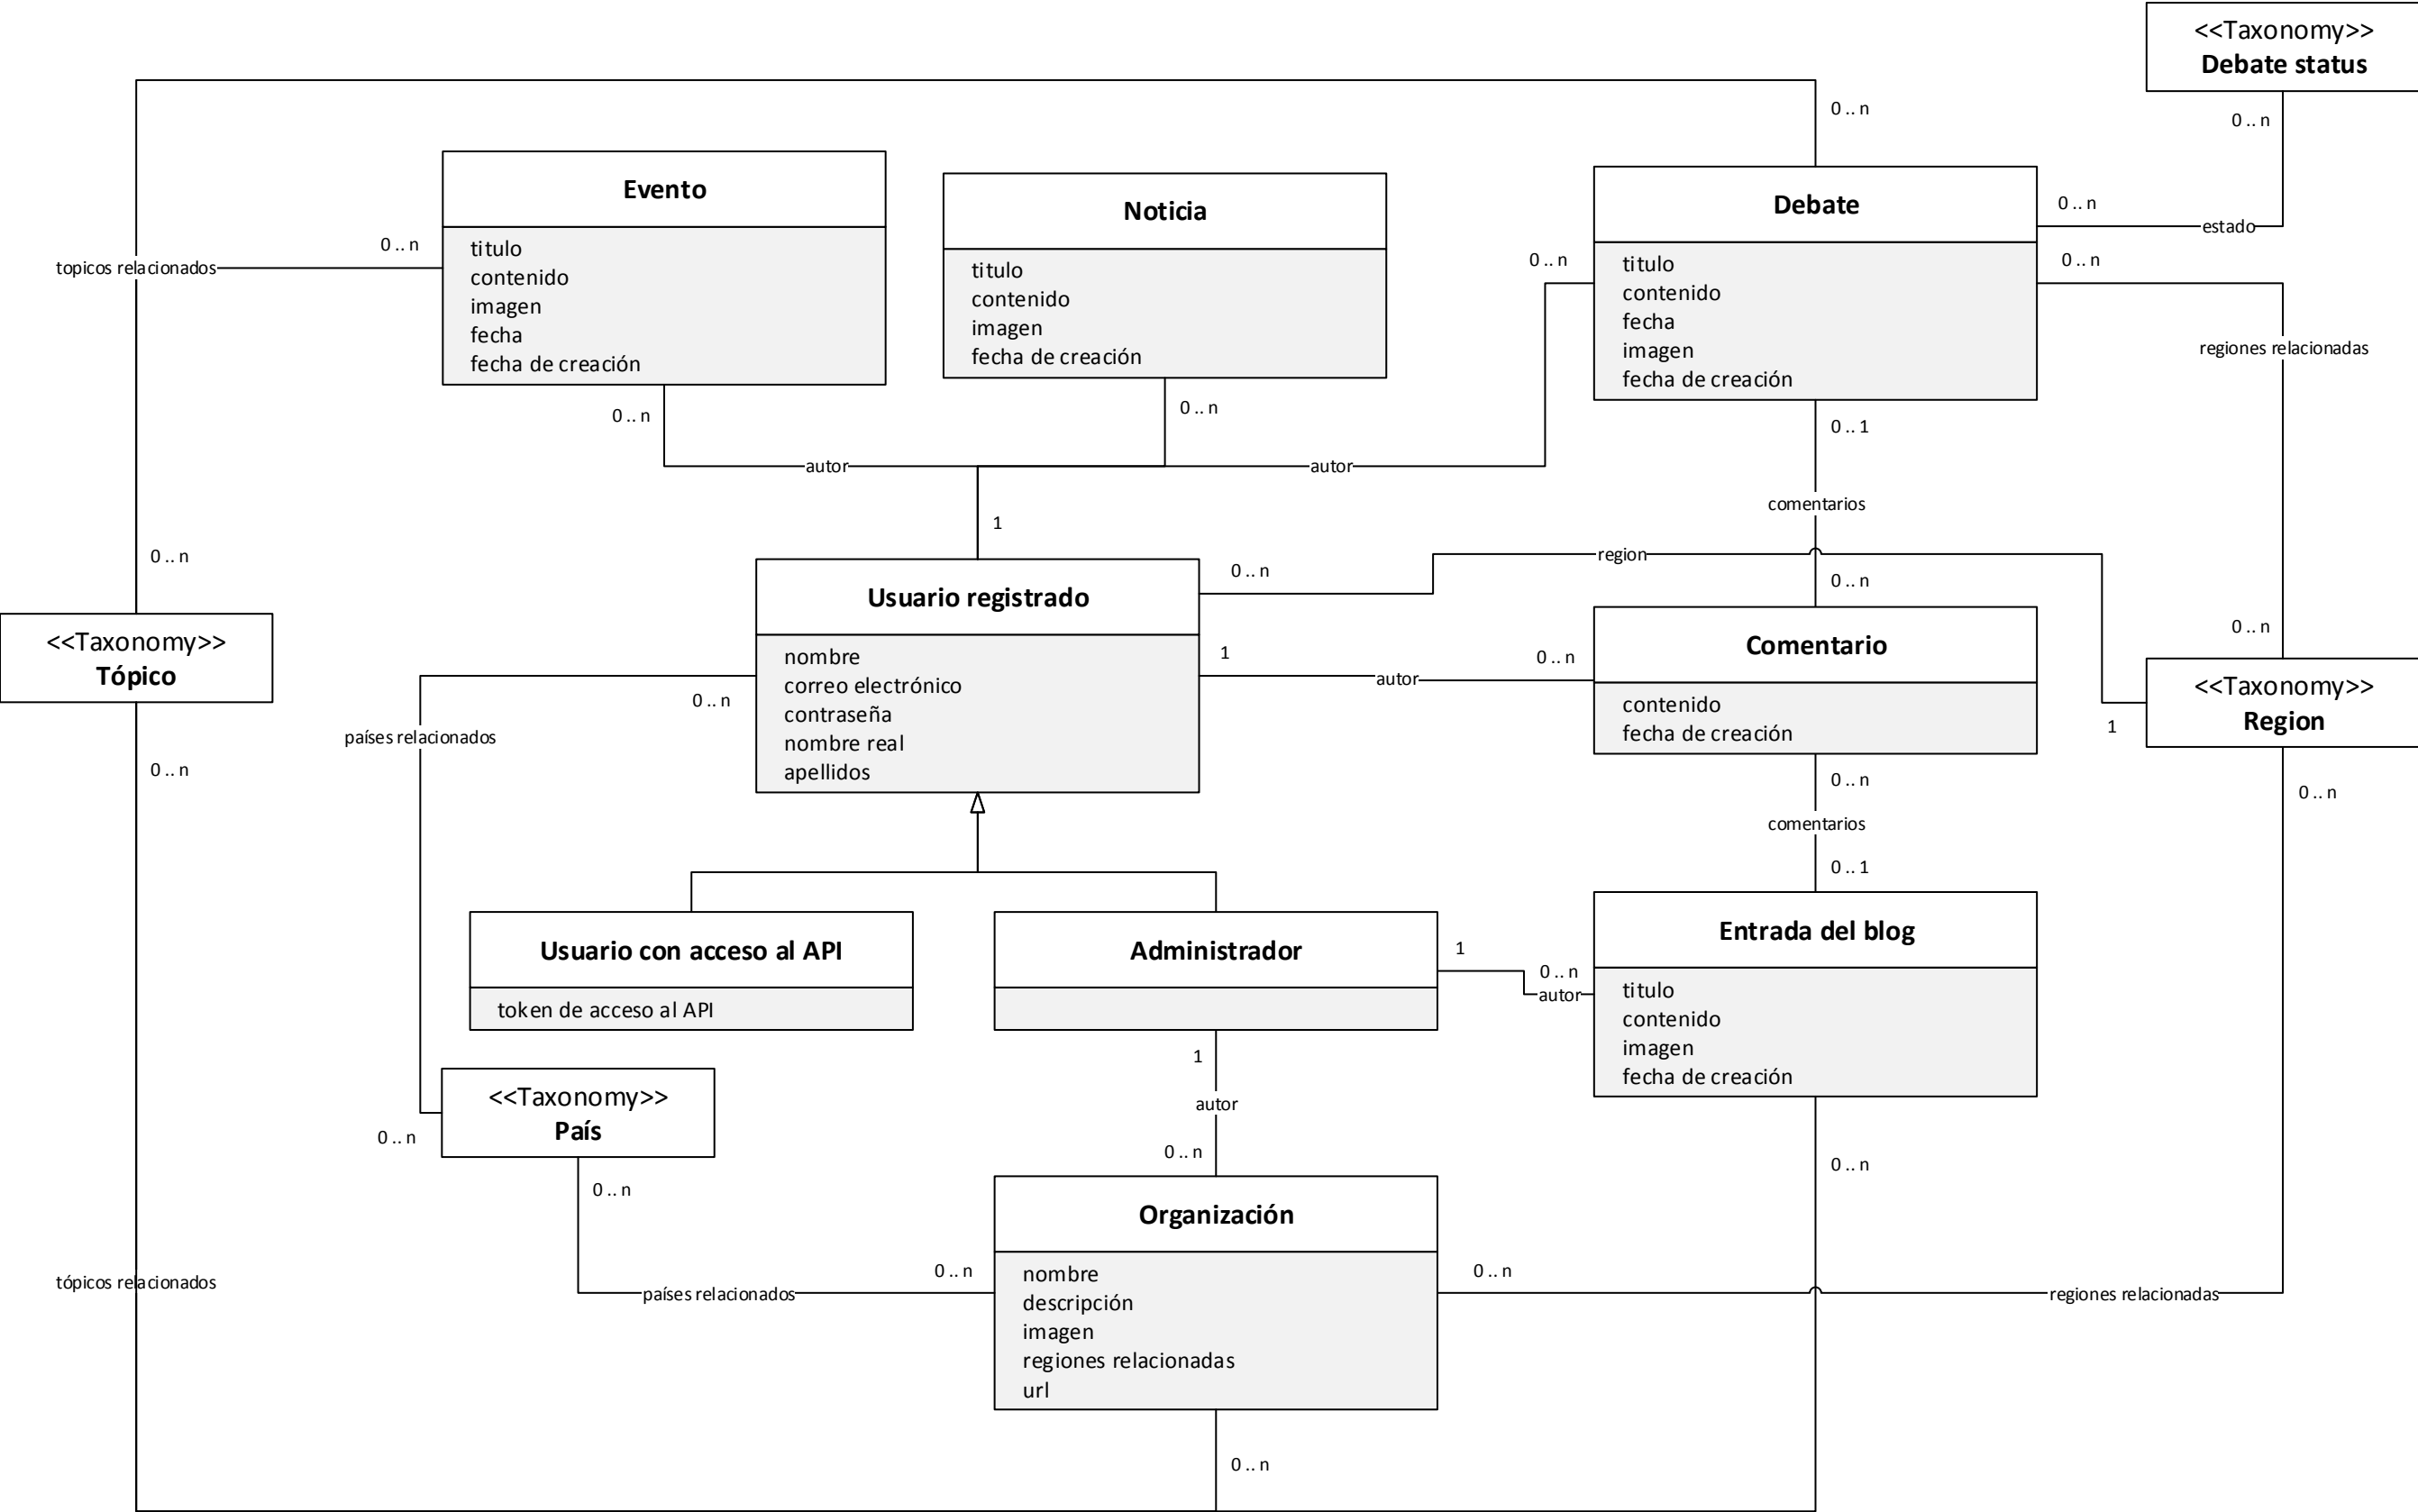 <<Taxonomy>>
Debate status
0 .. n
0 .. n
Evento
titulo
contenido
imagen
fecha
fecha de creación
Noticia
titulo
contenido
imagen
fecha de creación
Debate
titulo
contenido
fecha
imagen
fecha de creación
0 .. n
estado
0 .. n
topicos relacionados
0 .. n
0 .. n
regiones relacionadas
0 .. n
0 .. n
0 .. 1
autor
autor
comentarios
1
0 .. n
region
0 .. n
0 .. n
0 .. n
<<Taxonomy>>
Tópico
Usuario registrado
nombre
correo electrónico
contraseña
nombre real
apellidos
1
autor
0 .. n
Comentario
contenido
fecha de creación
<<Taxonomy>>
Region
1
0 .. n
países relacionados
0 .. n
0 .. n
0 .. n
comentarios
0 .. 1
Usuario con acceso al API
token de acceso al API
Administrador
1
0 .. n
autor
Entrada del blog
titulo
contenido
imagen
fecha de creación
1
autor
0 .. n
<<Taxonomy>>
País
0 .. n
0 .. n
0 .. n
Organización
nombre
descripción
imagen
regiones relacionadas
url
tópicos relacionados
países relacionados
0 .. n
0 .. n
regiones relacionadas
0 .. n